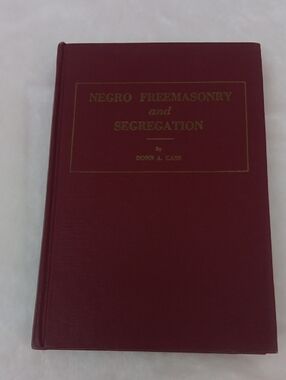 NEGRO FREEMASONRY
and
SEGREGATION
by
DONN A. CASS